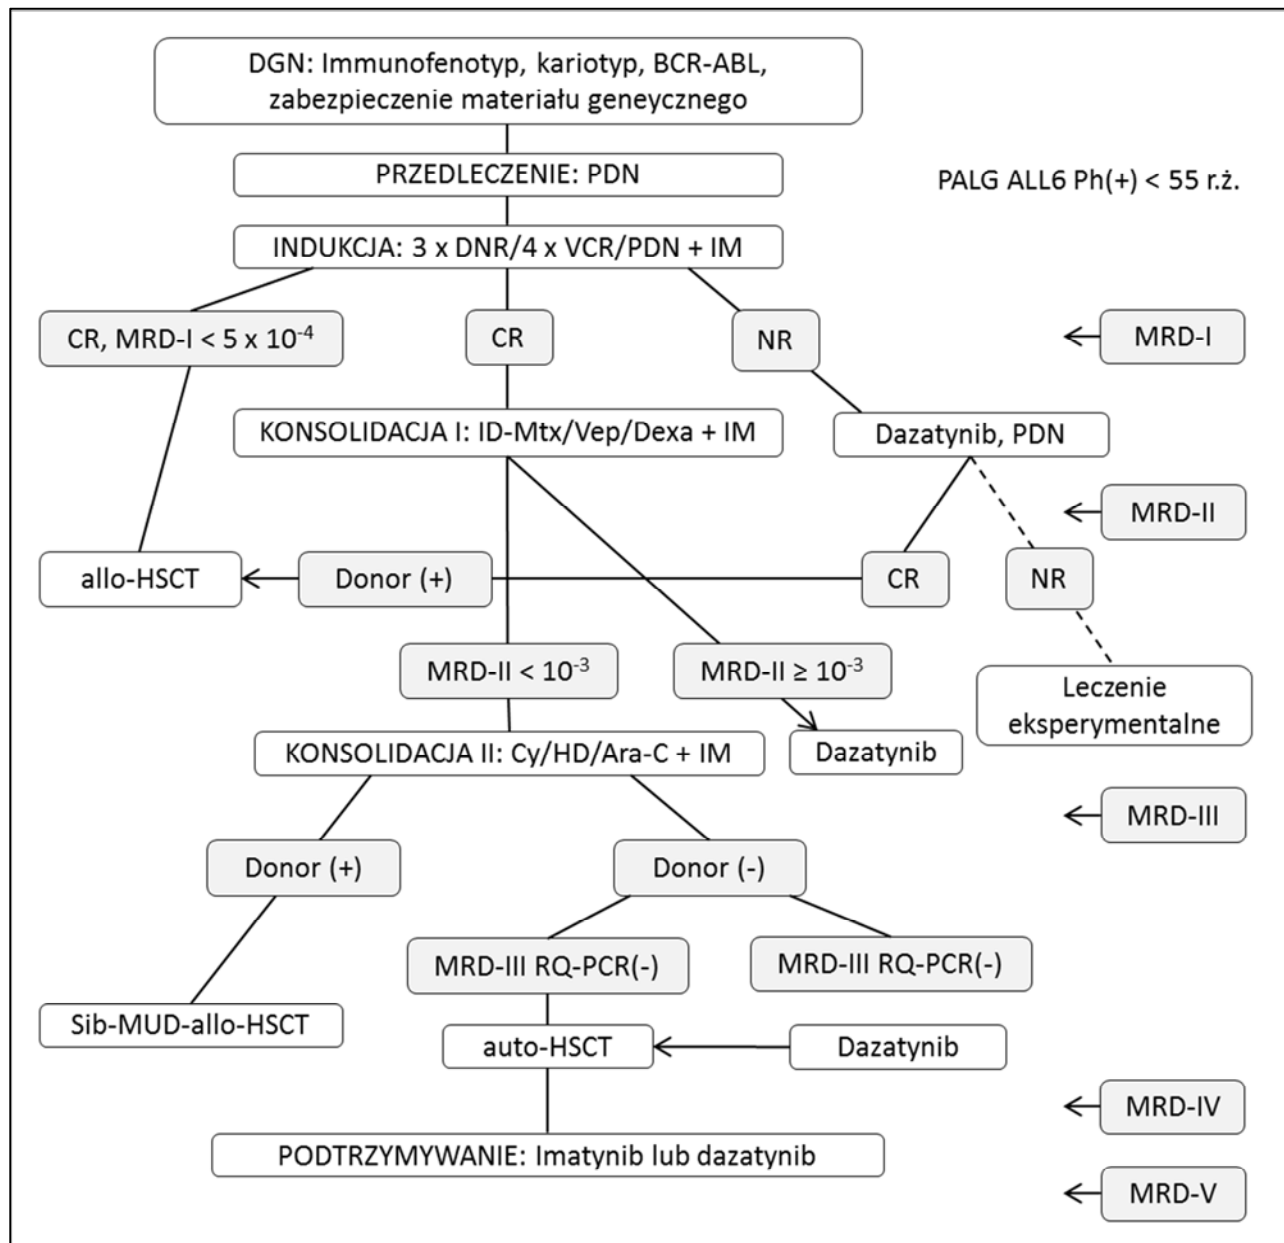 DGN: Immunofenotyp, kariotyp, BCR-ABL,
zabezpieczenie materiału geneycznego
PRZEDLECZENIE: PDN
PALG ALL6 Ph(+) < 55 r.ż.
INDUKCJA: 3 x DNR/4 x VCR/PDN + IM
CR, MRD-I < 5 x 10⁻⁴
CR
NR
MRD-I
KONSOLIDACJA I: ID-Mtx/Vep/Dexa + IM
Dazatynib, PDN
MRD-II
allo-HSCT
Donor (+)
CR
NR
MRD-II < 10⁻³
MRD-II ≥ 10⁻³
Leczenie
eksperymentalne
KONSOLIDACJA II: Cy/HD/Ara-C + IM
Dazatynib
MRD-III
Donor (+)
Donor (-)
MRD-III RQ-PCR(-)
MRD-III RQ-PCR(-)
Sib-MUD-allo-HSCT
auto-HSCT
Dazatynib
MRD-IV
PODTRZYMYWANIE: Imatynib lub dazatynib
MRD-V